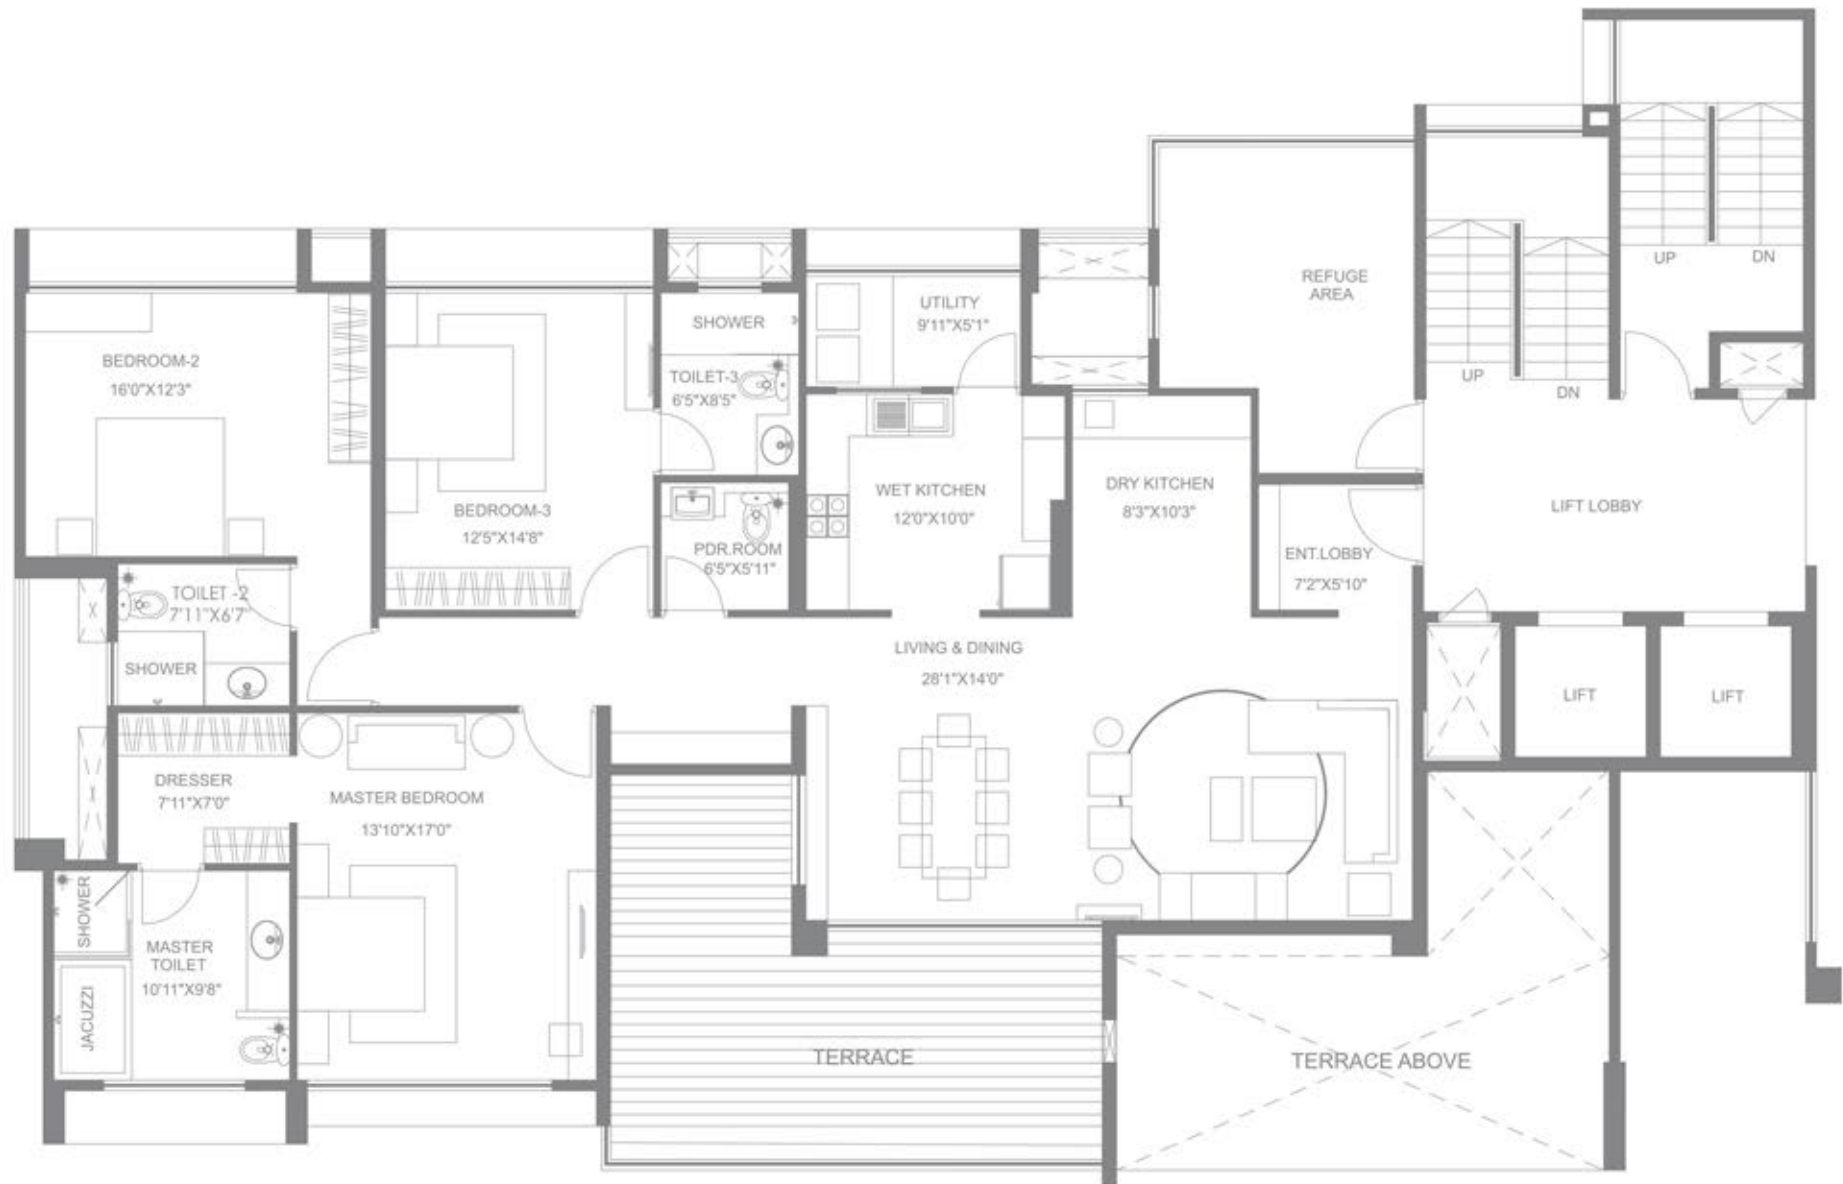 UP
DN
REFUGE
AREA
UP
DN
UTILITY
9'11"X5'1"
SHOWER
BEDROOM-2
16'0"X12'3"
TOILET-3
6'5"X8'5"
WET KITCHEN
12'0"X10'0"
DRY KITCHEN
8'3"X10'3"
LIFT LOBBY
BEDROOM-3
12'5"X14'8"
PDR.ROOM
6'5"X5'11"
ENT.LOBBY
7'2"X5'10"
TOILET -2
7'11"X6'7"
SHOWER
LIVING & DINING
28'1"X14'0"
LIFT
LIFT
DRESSER
7'11"X7'0"
MASTER BEDROOM
13'10"X17'0"
SHOWER
MASTER
TOILET
10'11"X9'8"
JACUZZI
TERRACE
TERRACE ABOVE